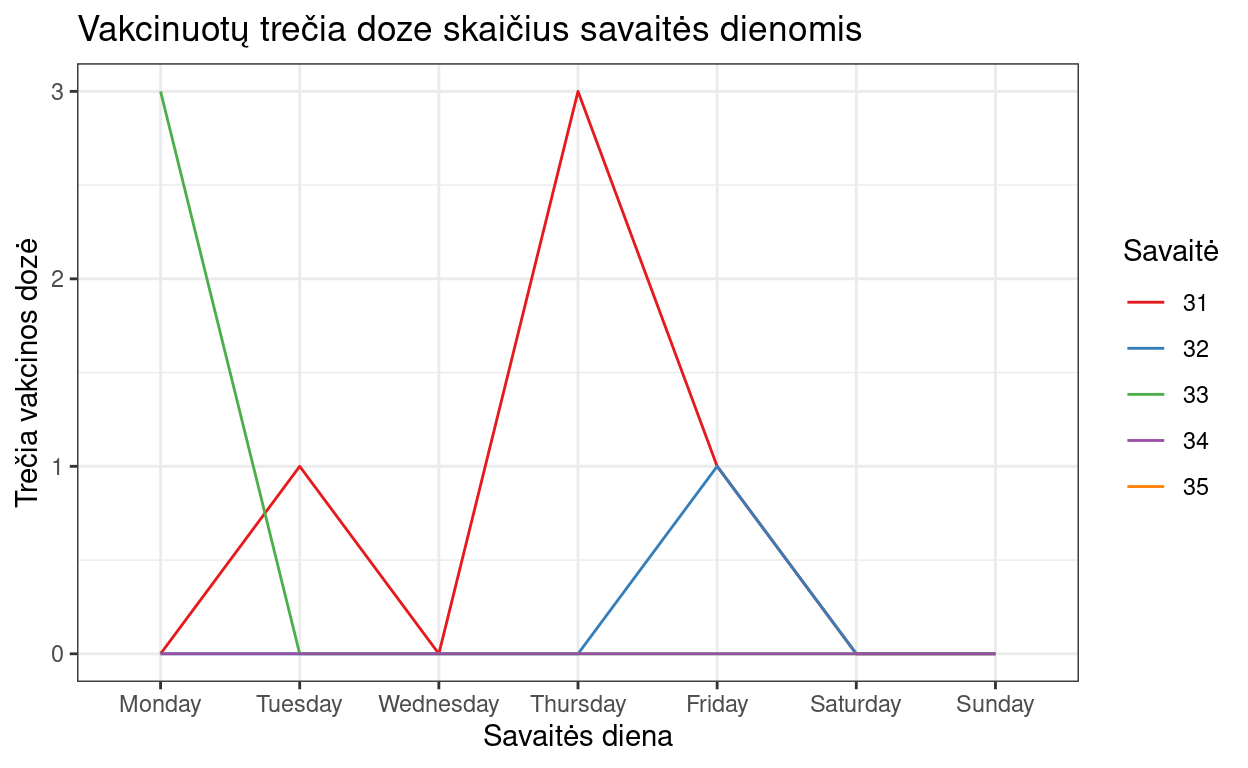 Vakcinuotų trečia doze skaičius savaitės dienomis
Trečia vakcinos dozė
3
2
1
0
Monday Tuesday Wednesday Thursday Friday Saturday Sunday
Savaitės diena
Savaitė
31
32
33
34
35